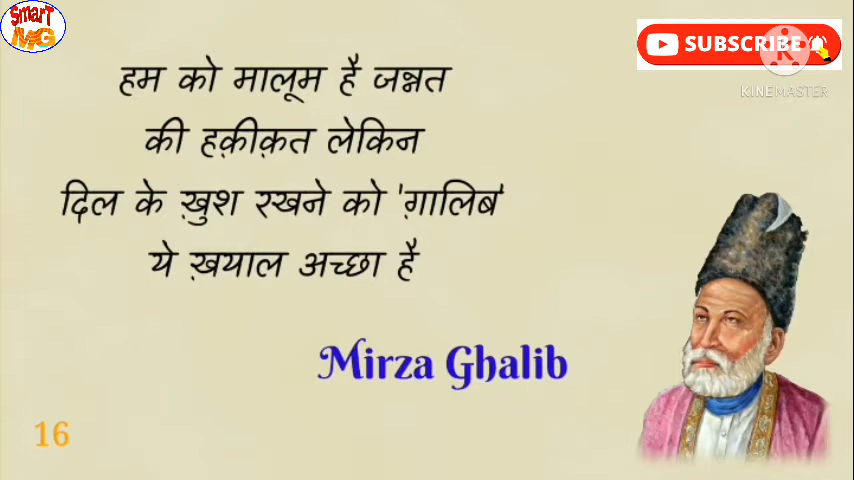 SmarT
MG
SUBSCRIBE
KINEMASTER
हम को मालूम है जन्नत
की हक़ीक़त लेकिन
दिल के ख़ुश रखने को 'ग़ालिब'
ये ख़याल अच्छा है
Mirza Ghalib
16